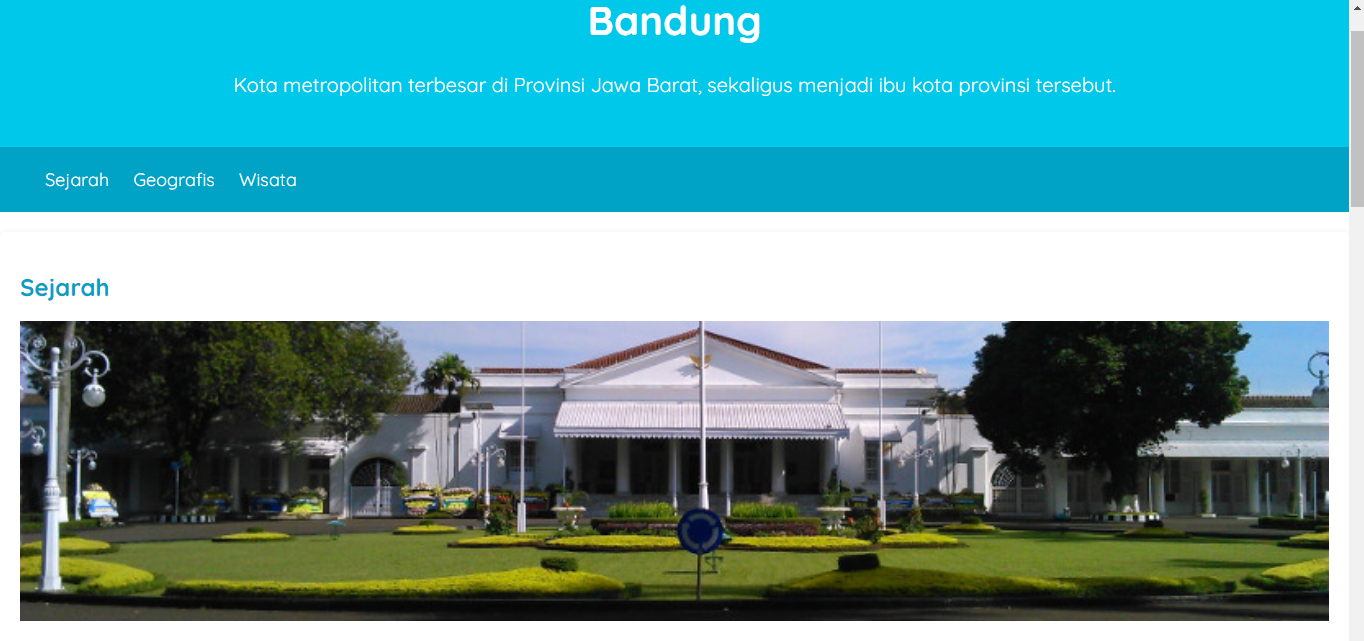 Bandung
Kota metropolitan terbesar di Provinsi Jawa Barat, sekaligus menjadi ibu kota provinsi tersebut.
Sejarah Geografis Wisata
Sejarah